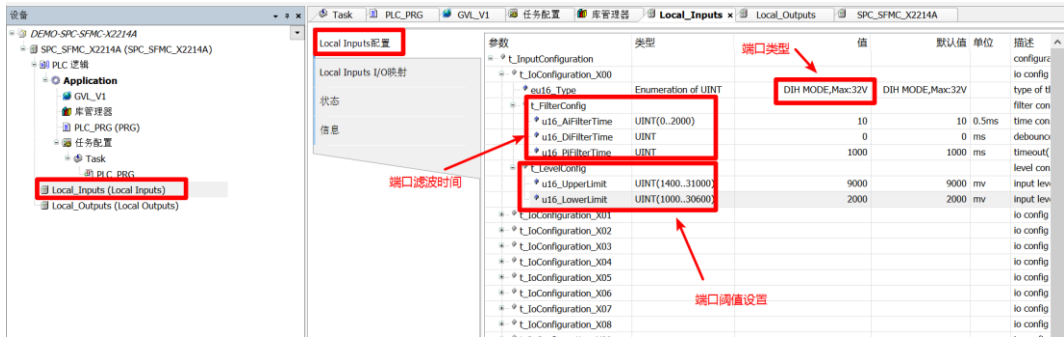 设备
DEMO-SPC-SFMC-X2214A
SPC_SFMC_X2214A (SPC_SFMC_X2214A)
PLC 逻辑
Application
GVL_V1
库管理器
PLC_PRG (PRG)
任务配置
Task
PLC_PRG
Local_Inputs (Local Inputs)
Local_Outputs (Local Outputs)
Task PLC_PRG GVL_V1 任务配置 库管理器 Local_Inputs x Local_Outputs SPC_SFMC_X2214A
Local Inputs配置
Local Inputs I/O映射
状态
信息
端口滤波时间
端口类型
端口阈值设置
参数 类型 值 默认值 单位 描述
t_InputConfiguration configura
t_IoConfiguration_X00 io config
eu16_Type Enumeration of UINT DIH MODE,Max:32V DIH MODE,Max:32V type of t
t_FilterConfig filter con
u16_AiFilterTime UINT(0..2000) 10 10 0.5ms time con
u16_DiFilterTime UINT 0 0 ms debounc
u16_PiFilterTime UINT 1000 1000 ms timeout(
t_LevelConfig level con
u16_UpperLimit UINT(1400..31000) 9000 9000 mv input leve
u16_LowerLimit UINT(1000..30600) 2000 2000 mv input leve
t_IoConfiguration_X01 io config
t_IoConfiguration_X02 io config
t_IoConfiguration_X03 io config
t_IoConfiguration_X04 io config
t_IoConfiguration_X05 io config
t_IoConfiguration_X06 io config
t_IoConfiguration_X07 io config
t_IoConfiguration_X08 io config